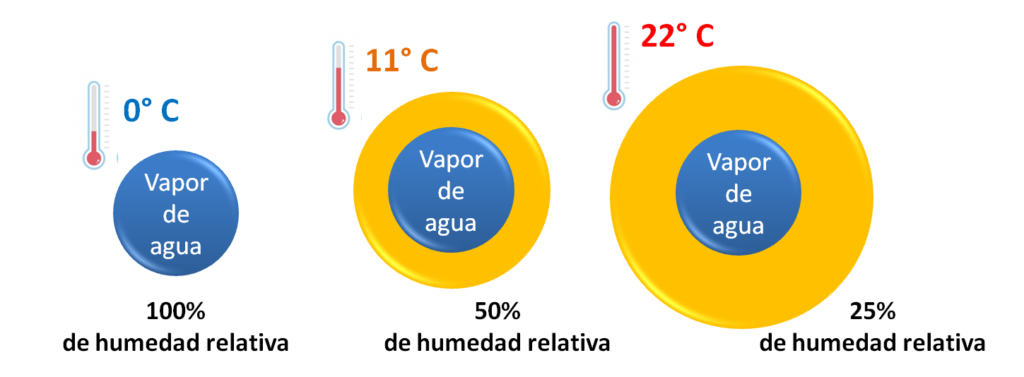 0° C
Vapor
de
agua
100%
de humedad relativa
11° C
Vapor
de
agua
50%
de humedad relativa
22° C
Vapor
de
agua
25%
de humedad relativa